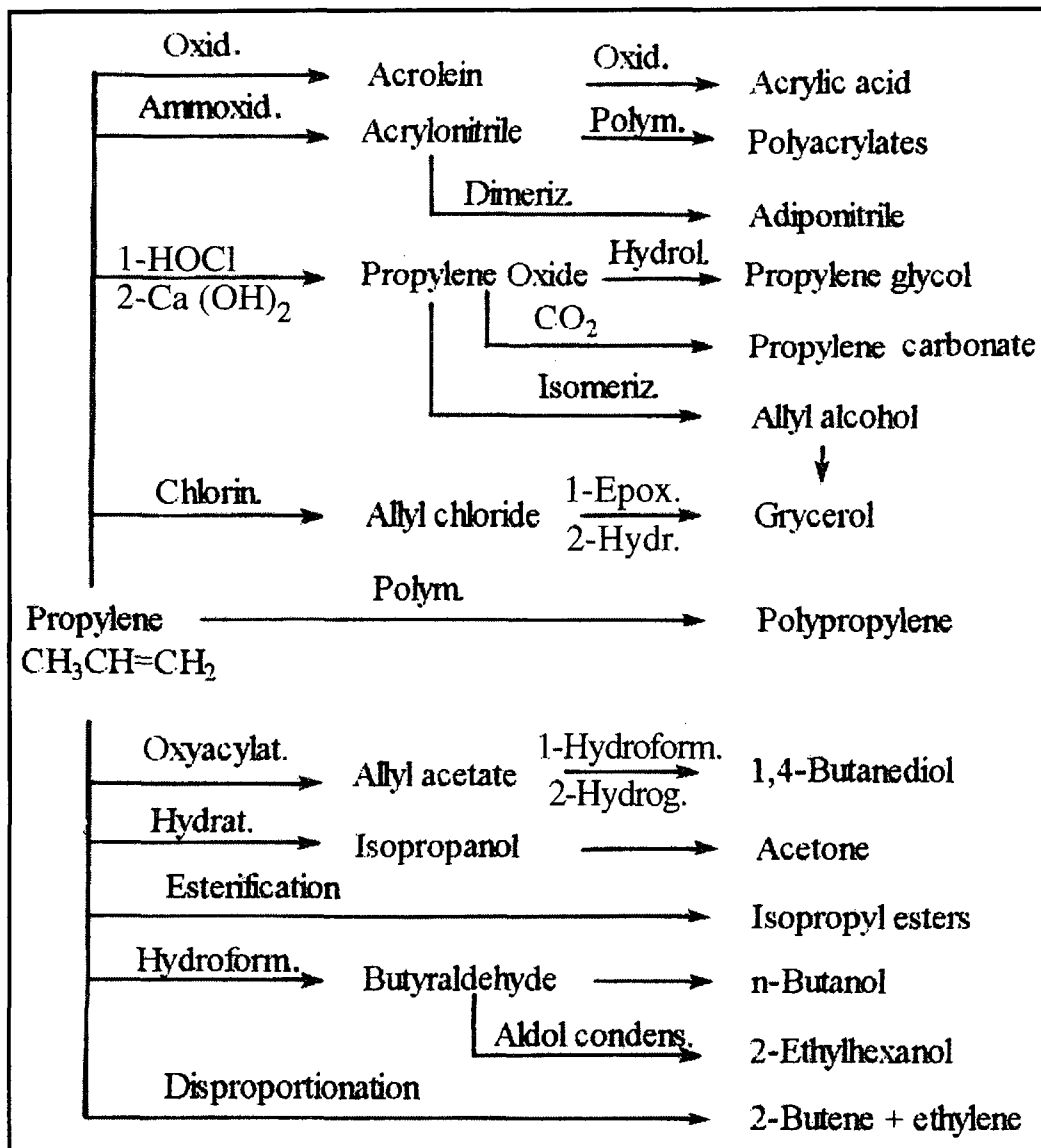 Oxid.
Acrolein
Oxid.
Acrylic acid
Ammoxid.
Acrylonitrile
Polym.
Polyacrylates
Dimeriz.
Adiponitrile
1-HOCl
2-Ca (OH)2
Propylene Oxide
Hydrol.
Propylene glycol
CO2
Propylene carbonate
Isomeriz.
Allyl alcohol
Chlorin.
Allyl chloride
1-Epox.
2-Hydr.
Grycerol
Propylene
CH3CH=CH2
Polym.
Polypropylene
Oxyacylat.
Allyl acetate
1-Hydroform.
2-Hydrog.
1,4-Butanediol
Hydrat.
Isopropanol
Acetone
Esterification
Isopropyl esters
Hydroform.
Butyraldehyde
n-Butanol
Aldol condens.
2-Ethylhexanol
Disproportionation
2-Butene + ethylene